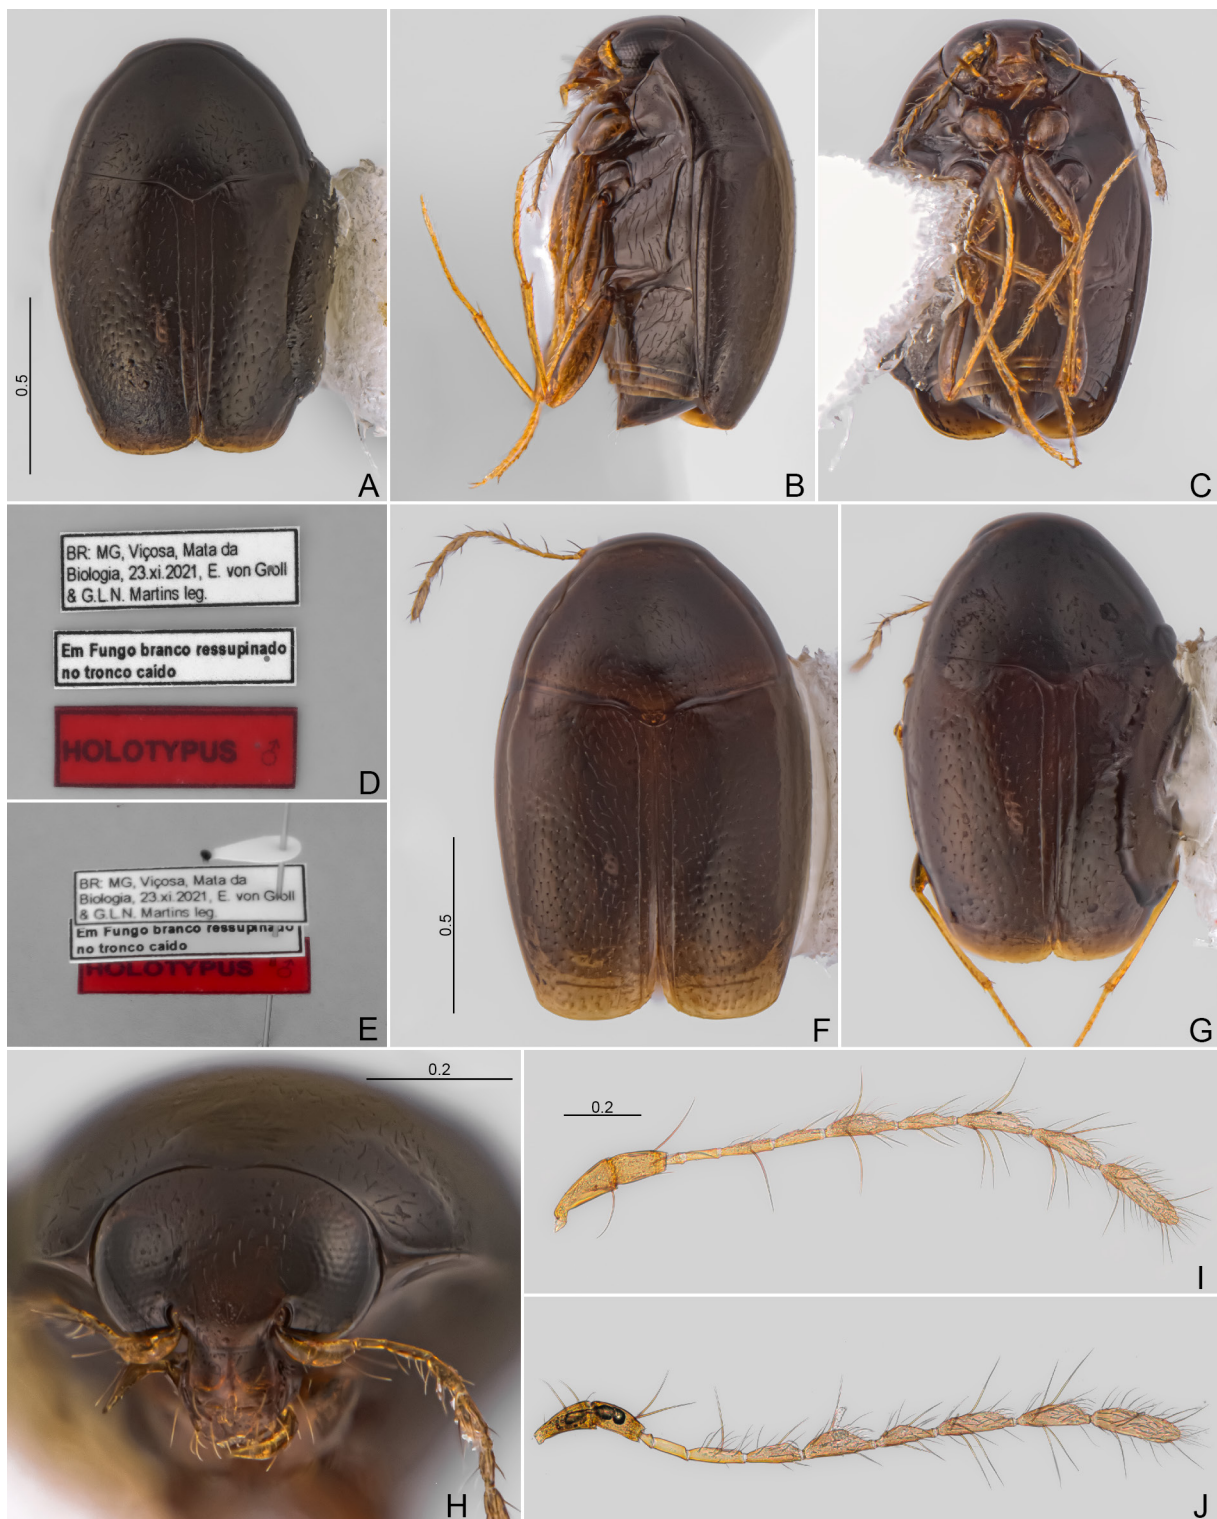 0.5
A
B
C
BR: MG, Viçosa, Mata da
Biologia, 23.xi.2021, E. von Groll
& G.L.N. Martins leg.
Em Fungo branco ressupinado
no tronco caído
HOLOTYPUS ♂
D
BR: MG, Viçosa, Mata da
Biologia, 23.xi.2021, E. von Groll
& G.L.N. Martins leg.
Em Fungo branco ressupinado
no tronco caído
HOLOTYPUS ♂
E
0.5
F
G
0.2
H
0.2
I
J